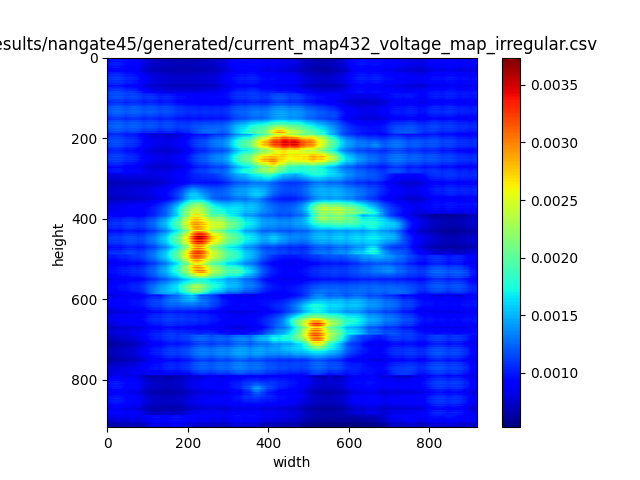 esults/nangate45/generated/current_map432_voltage_map_irregular.csv
0
200
400
600
800
height
0 200 400 600 800
width
0.0035
0.0030
0.0025
0.0020
0.0015
0.0010